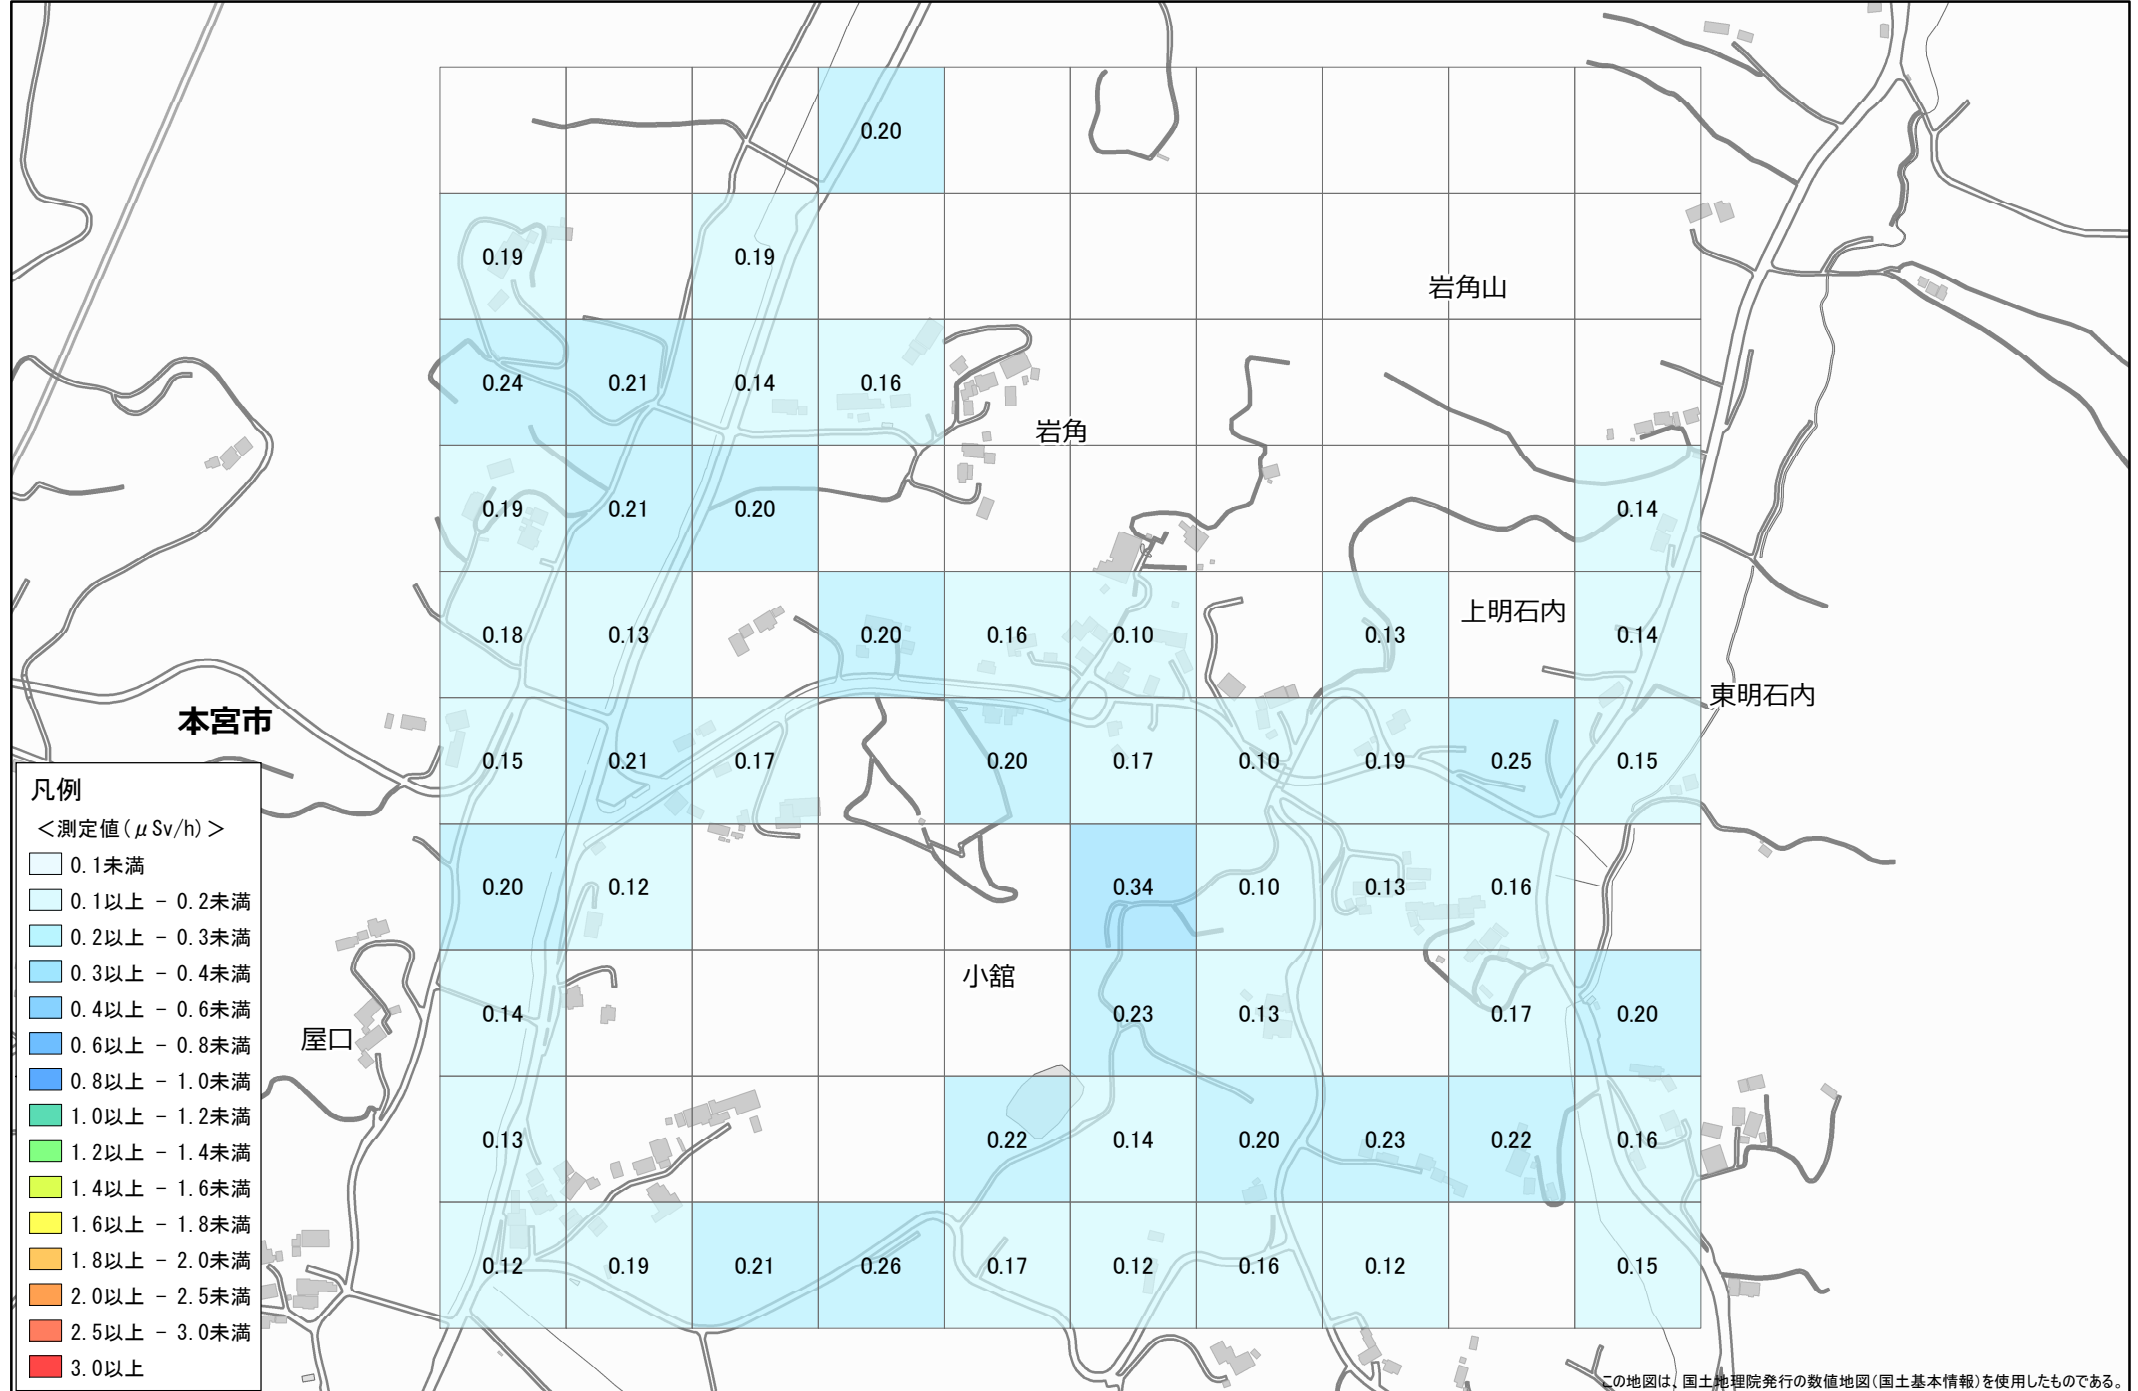 0.20
0.19 0.19
岩角山
0.24 0.21 0.14 0.16
岩角
0.19 0.21 0.20 0.14
0.18 0.13 0.20 0.16 0.10 0.13 上明石内 0.14
東明石内
本宮市
0.15 0.21 0.17 0.20 0.17 0.10 0.19 0.25 0.15
0.20 0.12 0.34 0.10 0.13 0.16
小舘
0.14 0.23 0.13 0.17 0.20
屋口
0.13 0.22 0.14 0.20 0.23 0.22 0.16
0.12 0.19 0.21 0.26 0.17 0.12 0.16 0.12 0.15
凡例
＜測定値(μSv/h)＞
0.1未満
0.1以上 - 0.2未満
0.2以上 - 0.3未満
0.3以上 - 0.4未満
0.4以上 - 0.6未満
0.6以上 - 0.8未満
0.8以上 - 1.0未満
1.0以上 - 1.2未満
1.2以上 - 1.4未満
1.4以上 - 1.6未満
1.6以上 - 1.8未満
1.8以上 - 2.0未満
2.0以上 - 2.5未満
2.5以上 - 3.0未満
3.0以上
この地図は、国土地理院発行の数値地図(国土基本情報)を使用したものである。